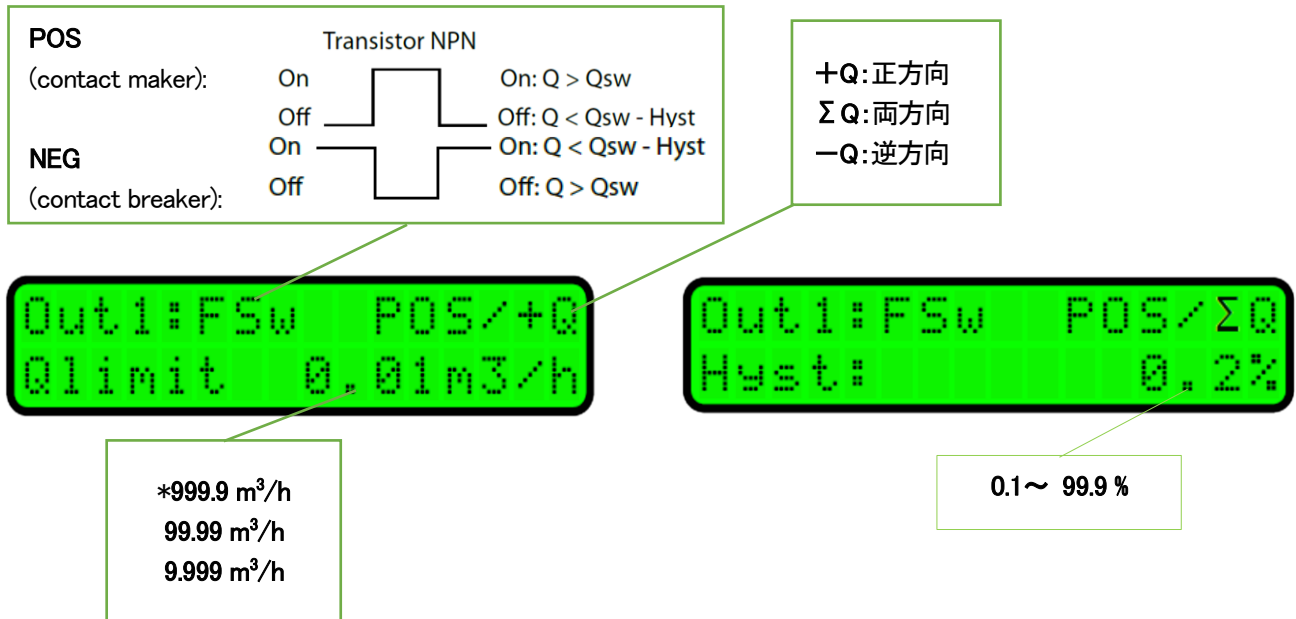 POS
Transistor NPN
(contact maker):
On
On: Q > Qsw
Off
Off: Q < Qsw - Hyst
NEG
On
On: Q < Qsw - Hyst
(contact breaker):
Off
Off: Q > Qsw
+Q:正方向
ΣQ:両方向
−Q:逆方向
Out1:FSw POS/+Q
Qlimit 0.01m3/h
Out1:FSw POS/ΣQ
Hyst: 0.2%
*999.9 m³/h
99.99 m³/h
9.999 m³/h
0.1～ 99.9 %